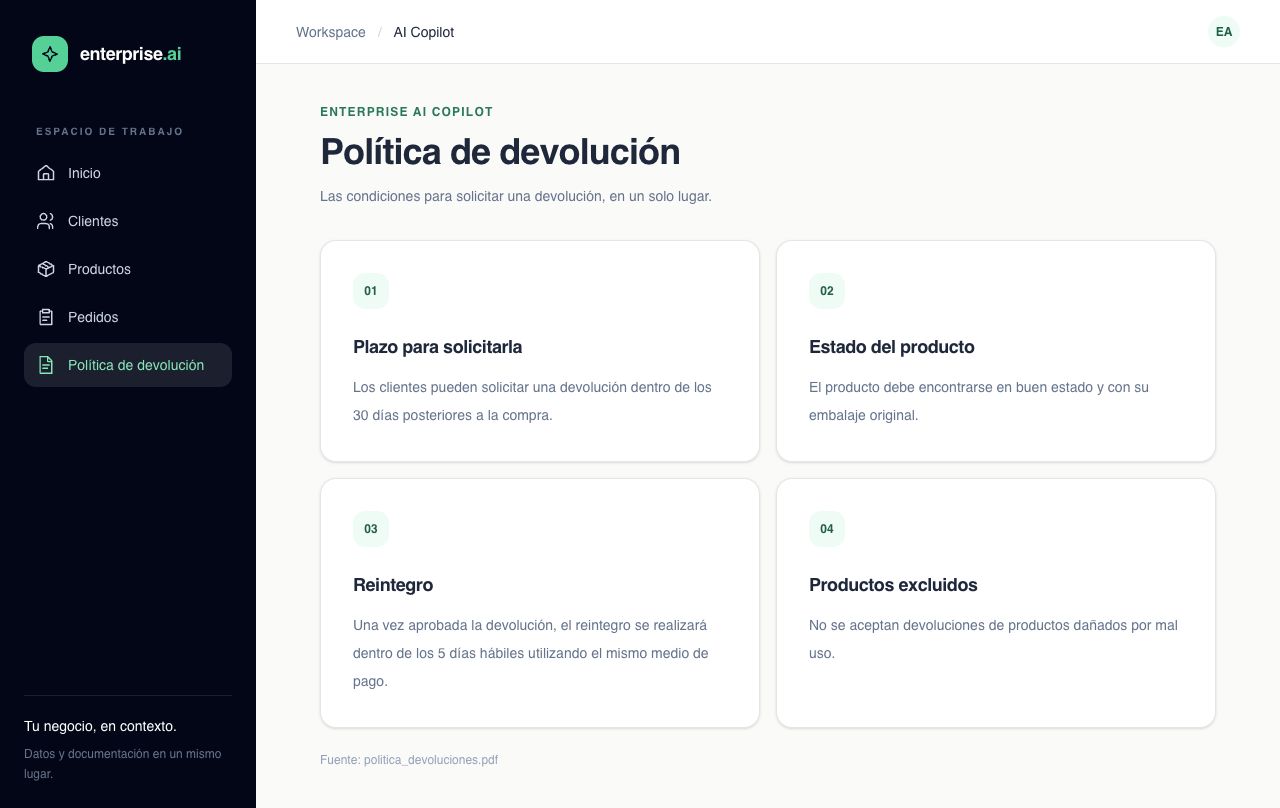 enterprise.ai
ESPACIO DE TRABAJO
Inicio
Clientes
Productos
Pedidos
Política de devolución
Tu negocio, en contexto.
Datos y documentación en un mismo
lugar.
Workspace / AI Copilot
EA
ENTERPRISE AI COPILOT
Política de devolución
Las condiciones para solicitar una devolución, en un solo lugar.
01
Plazo para solicitarla
Los clientes pueden solicitar una devolución dentro de los
30 días posteriores a la compra.
02
Estado del producto
El producto debe encontrarse en buen estado y con su
embalaje original.
03
Reintegro
Una vez aprobada la devolución, el reintegro se realizará
dentro de los 5 días hábiles utilizando el mismo medio de
pago.
04
Productos excluidos
No se aceptan devoluciones de productos dañados por mal
uso.
Fuente: politica_devoluciones.pdf